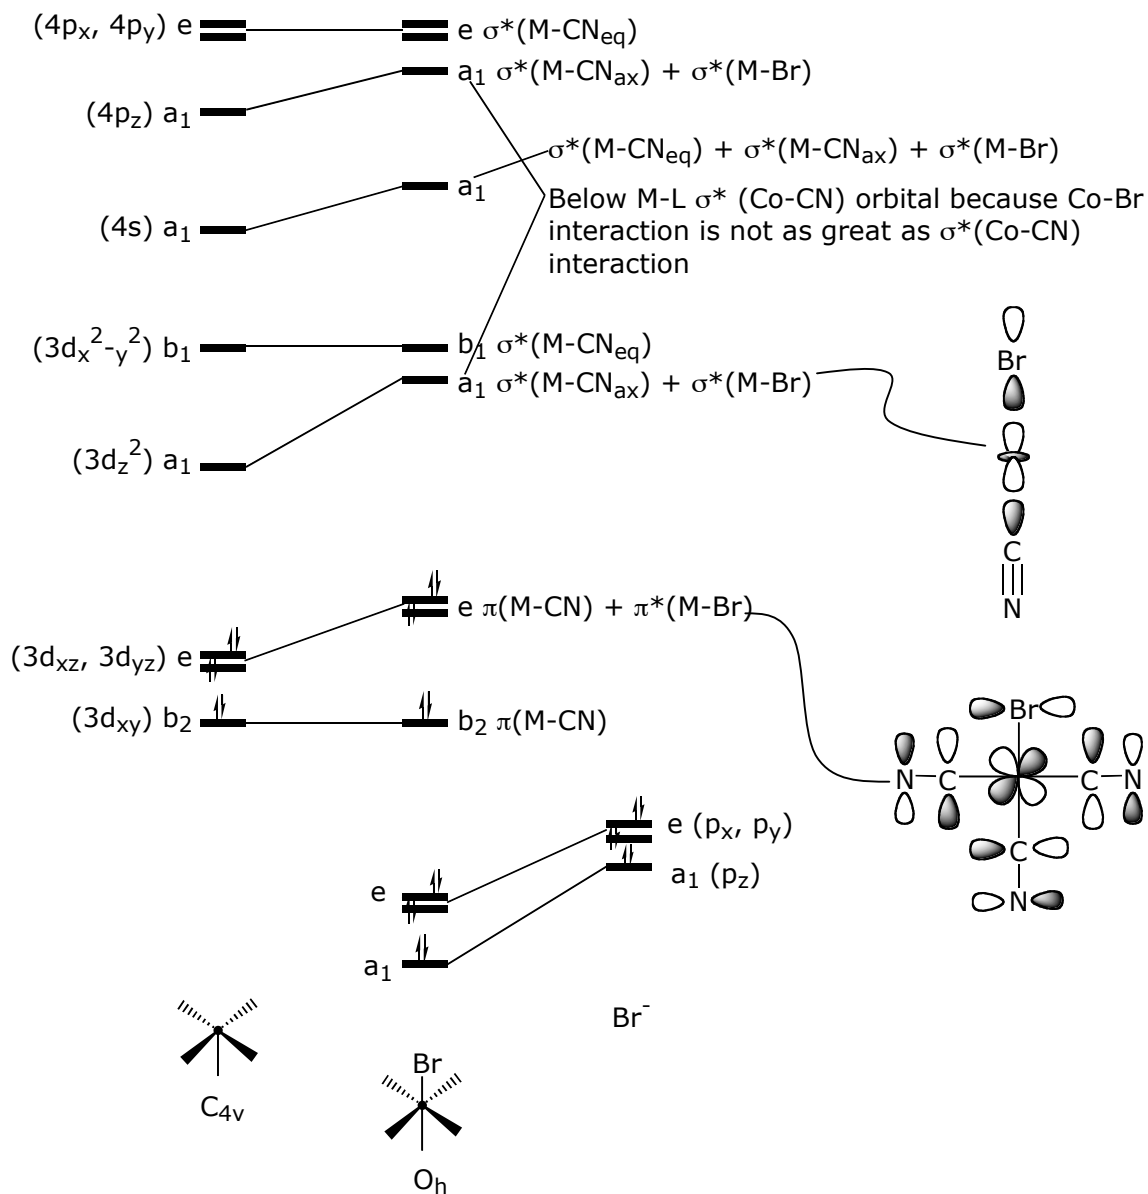 (4px, 4py) e
e σ*(M-CNeq)
a1 σ*(M-CNax) + σ*(M-Br)
(4pz) a1
σ*(M-CNeq) + σ*(M-CNax) + σ*(M-Br)
a1
(4s) a1
Below M-L σ* (Co-CN) orbital because Co-Br
interaction is not as great as σ*(Co-CN)
interaction
(3dx2-y2) b1
b1 σ*(M-CNeq)
a1 σ*(M-CNax) + σ*(M-Br)
(3dz2) a1
Br
C
N
e π(M-CN) + π*(M-Br)
(3dxz, 3dyz) e
(3dxy) b2
b2 π(M-CN)
Br
N C C N
C
N
e (px, py)
a1 (pz)
e
a1
Br-
C4v
Br
Oh